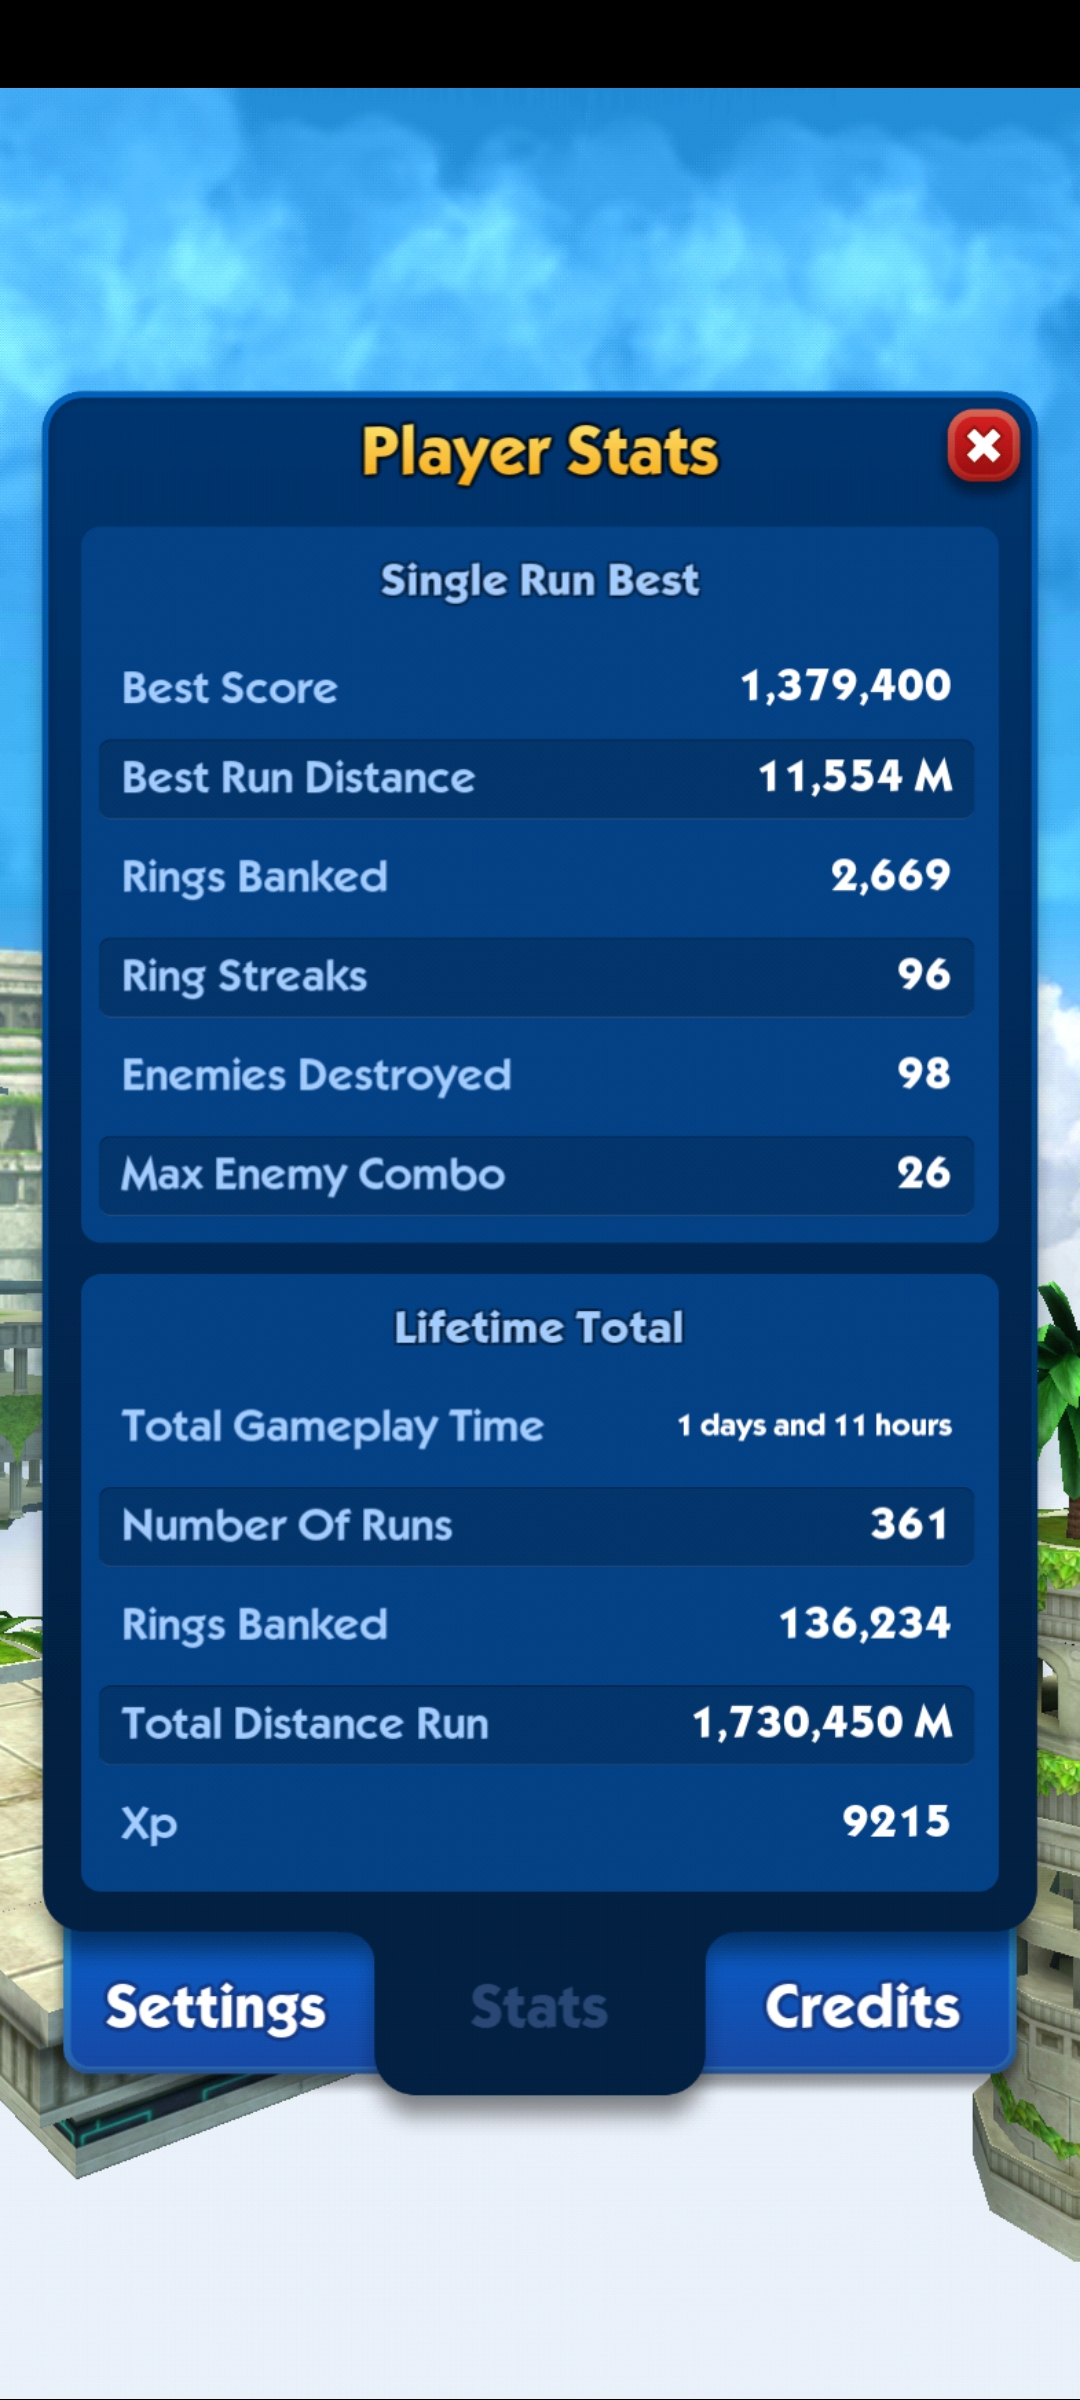 Player Stats
Single Run Best
Best Score 1,379,400
Best Run Distance 11,554 M
Rings Banked 2,669
Ring Streaks 96
Enemies Destroyed 98
Max Enemy Combo 26
Lifetime Total
Total Gameplay Time 1 days and 11 hours
Number Of Runs 361
Rings Banked 136,234
Total Distance Run 1,730,450 M
Xp 9215
Settings Stats Credits